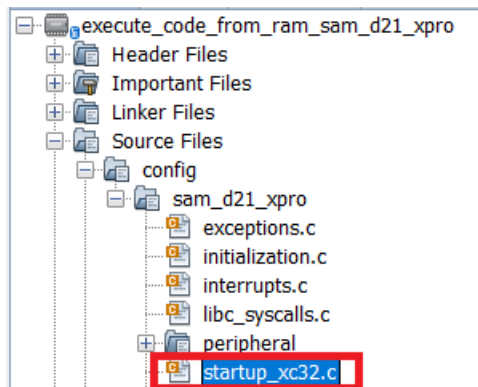 execute_code_from_ram_sam_d21_xpro
Header Files
Important Files
Linker Files
Source Files
config
sam_d21_xpro
exceptions.c
initialization.c
interrupts.c
libc_syscalls.c
peripheral
startup_xc32.c